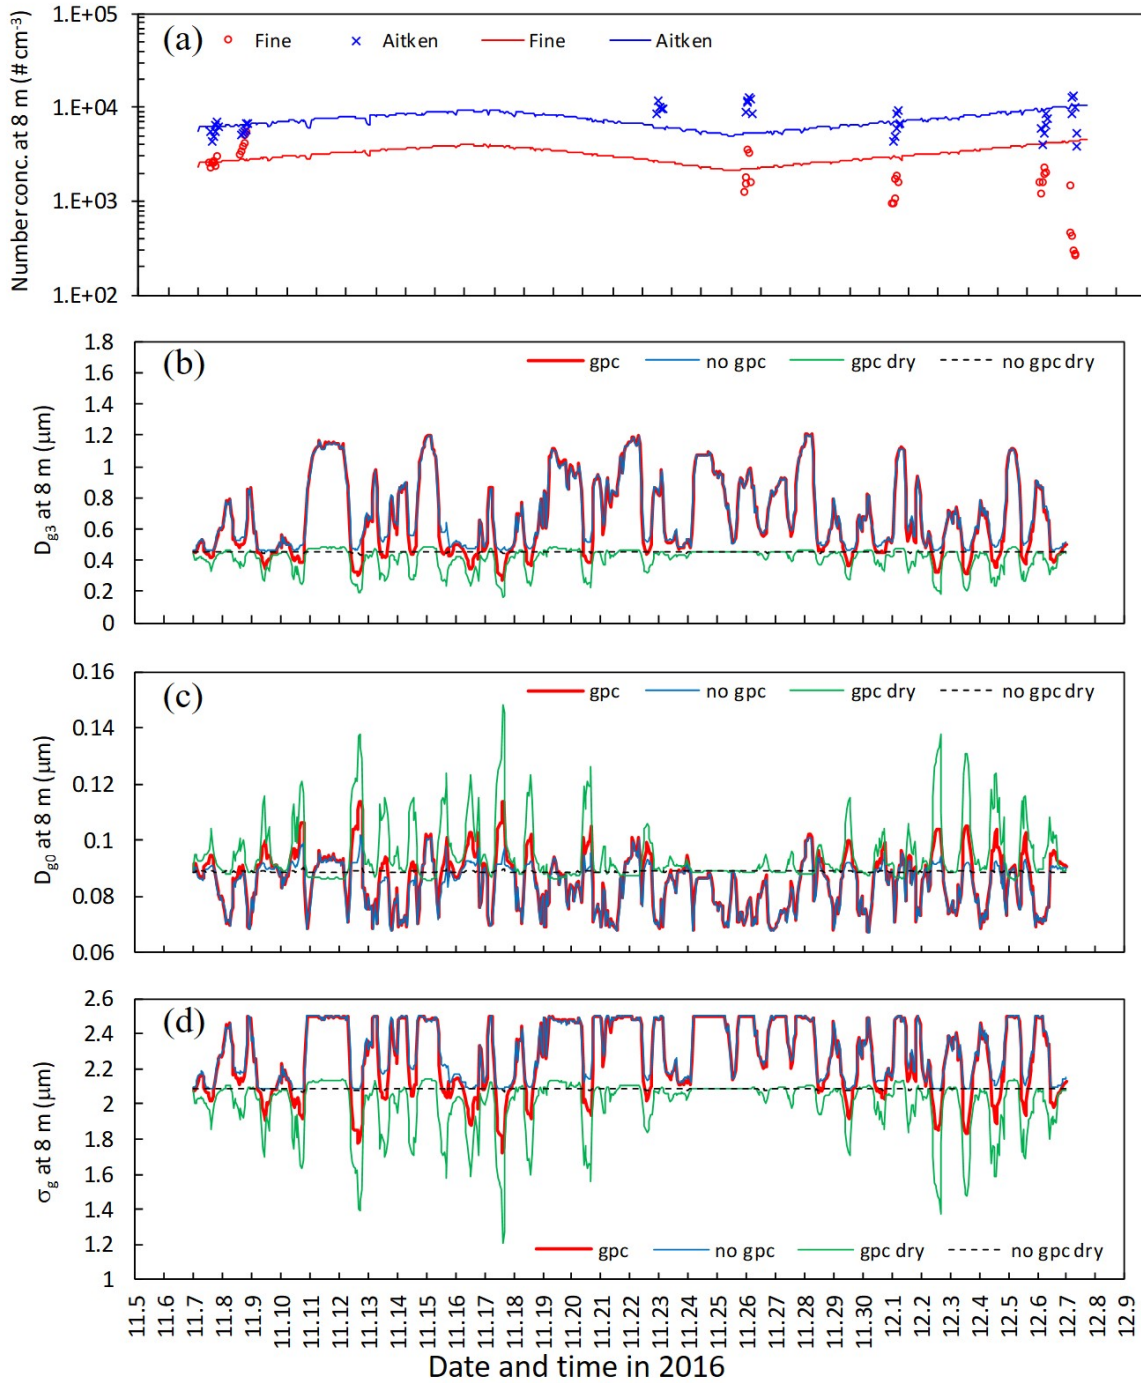 1.E+05
1.E+04
1.E+03
1.E+02
Number conc. at 8 m (# cm-3)
(a)
Fine
Aitken
Fine
Aitken
1.8
1.6
1.4
1.2
1
0.8
0.6
0.4
0.2
0
Dg3 at 8 m (μm)
(b)
gpc
no gpc
gpc dry
no gpc dry
0.16
0.14
0.12
0.1
0.08
0.06
Dg0 at 8 m (μm)
(c)
gpc
no gpc
gpc dry
no gpc dry
2.6
2.4
2.2
2
1.8
1.6
1.4
1.2
1
σg at 8 m (μm)
(d)
gpc
no gpc
gpc dry
no gpc dry
11.5
11.6
11.7
11.8
11.9
11.10
11.11
11.12
11.13
11.14
11.15
11.16
11.17
11.18
11.19
11.20
11.21
11.22
11.23
11.24
11.25
11.26
11.27
11.28
11.29
11.30
12.1
12.2
12.3
12.4
12.5
12.6
12.7
12.8
12.9
Date and time in 2016